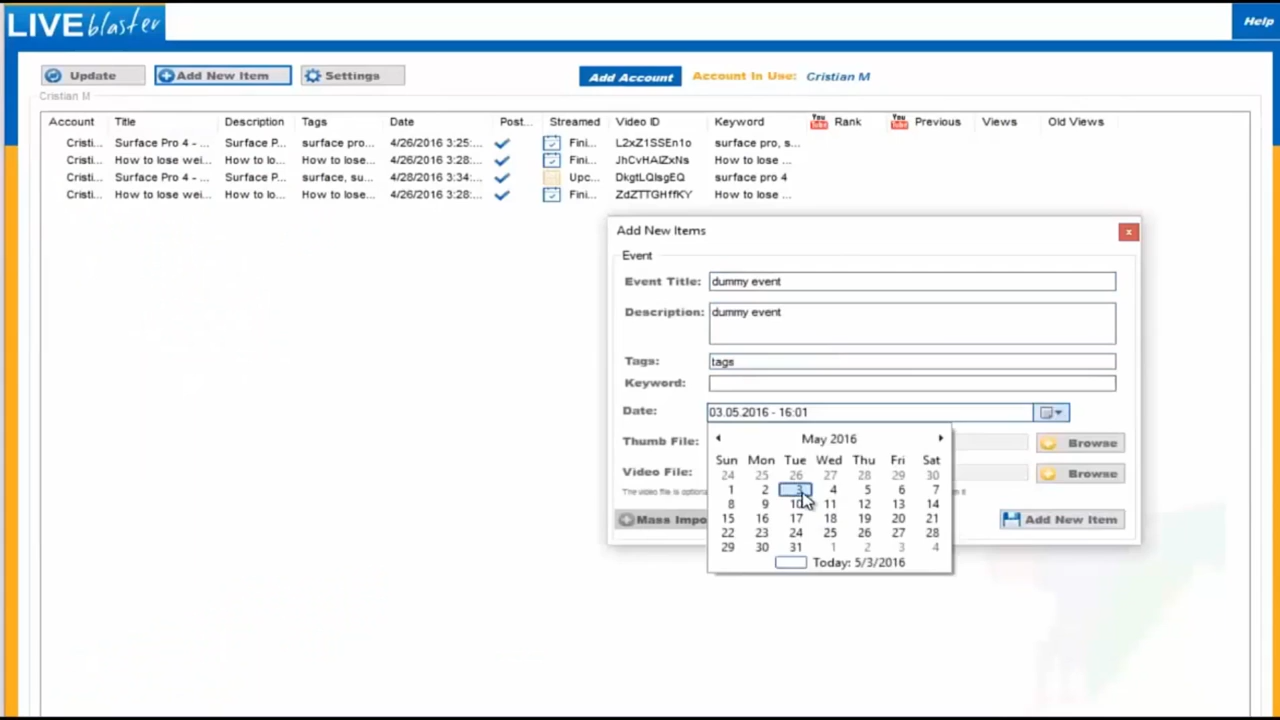 LIVE blaster
Help
Update Add New Item Settings Add Account Account In Use: Cristian M
Cristian M
Account Title Description Tags Date Post... Streamed Video ID Keyword You Tube Rank You Tube Previous Views Old Views
Cristi... Surface Pro 4 - ... Surface P... surface pro... 4/26/2016 3:25:... Fini... L2xZ1SSEn1o surface pro, s...
Cristi... How to lose wei... How to lo... How to lose... 4/26/2016 3:28:... Fini... JhCvHAlZxNs How to lose ...
Cristi... Surface Pro 4 - ... Surface P... surface, su... 4/28/2016 3:34:... Upc... DkgtLQlsgEQ surface pro 4
Cristi... How to lose wei... How to lo... How to lose... 4/26/2016 3:28:... Fini... ZdZTTGHffKY How to lose ...
Add New Items
Event
Event Title: dummy event
Description: dummy event
Tags: tags
Keyword:
Date: 03.05.2016 - 16:01
May 2016
Thumb File: Browse
Sun Mon Tue Wed Thu Fri Sat
24 25 26 27 28 29 30
Video File: Browse
1 2 3 4 5 6 7
The video file is option
8 9 10 11 12 13 14
Mass Impo Add New Item
15 16 17 18 19 20 21
22 23 24 25 26 27 28
29 30 31 1 2 3 4
Today: 5/3/2016